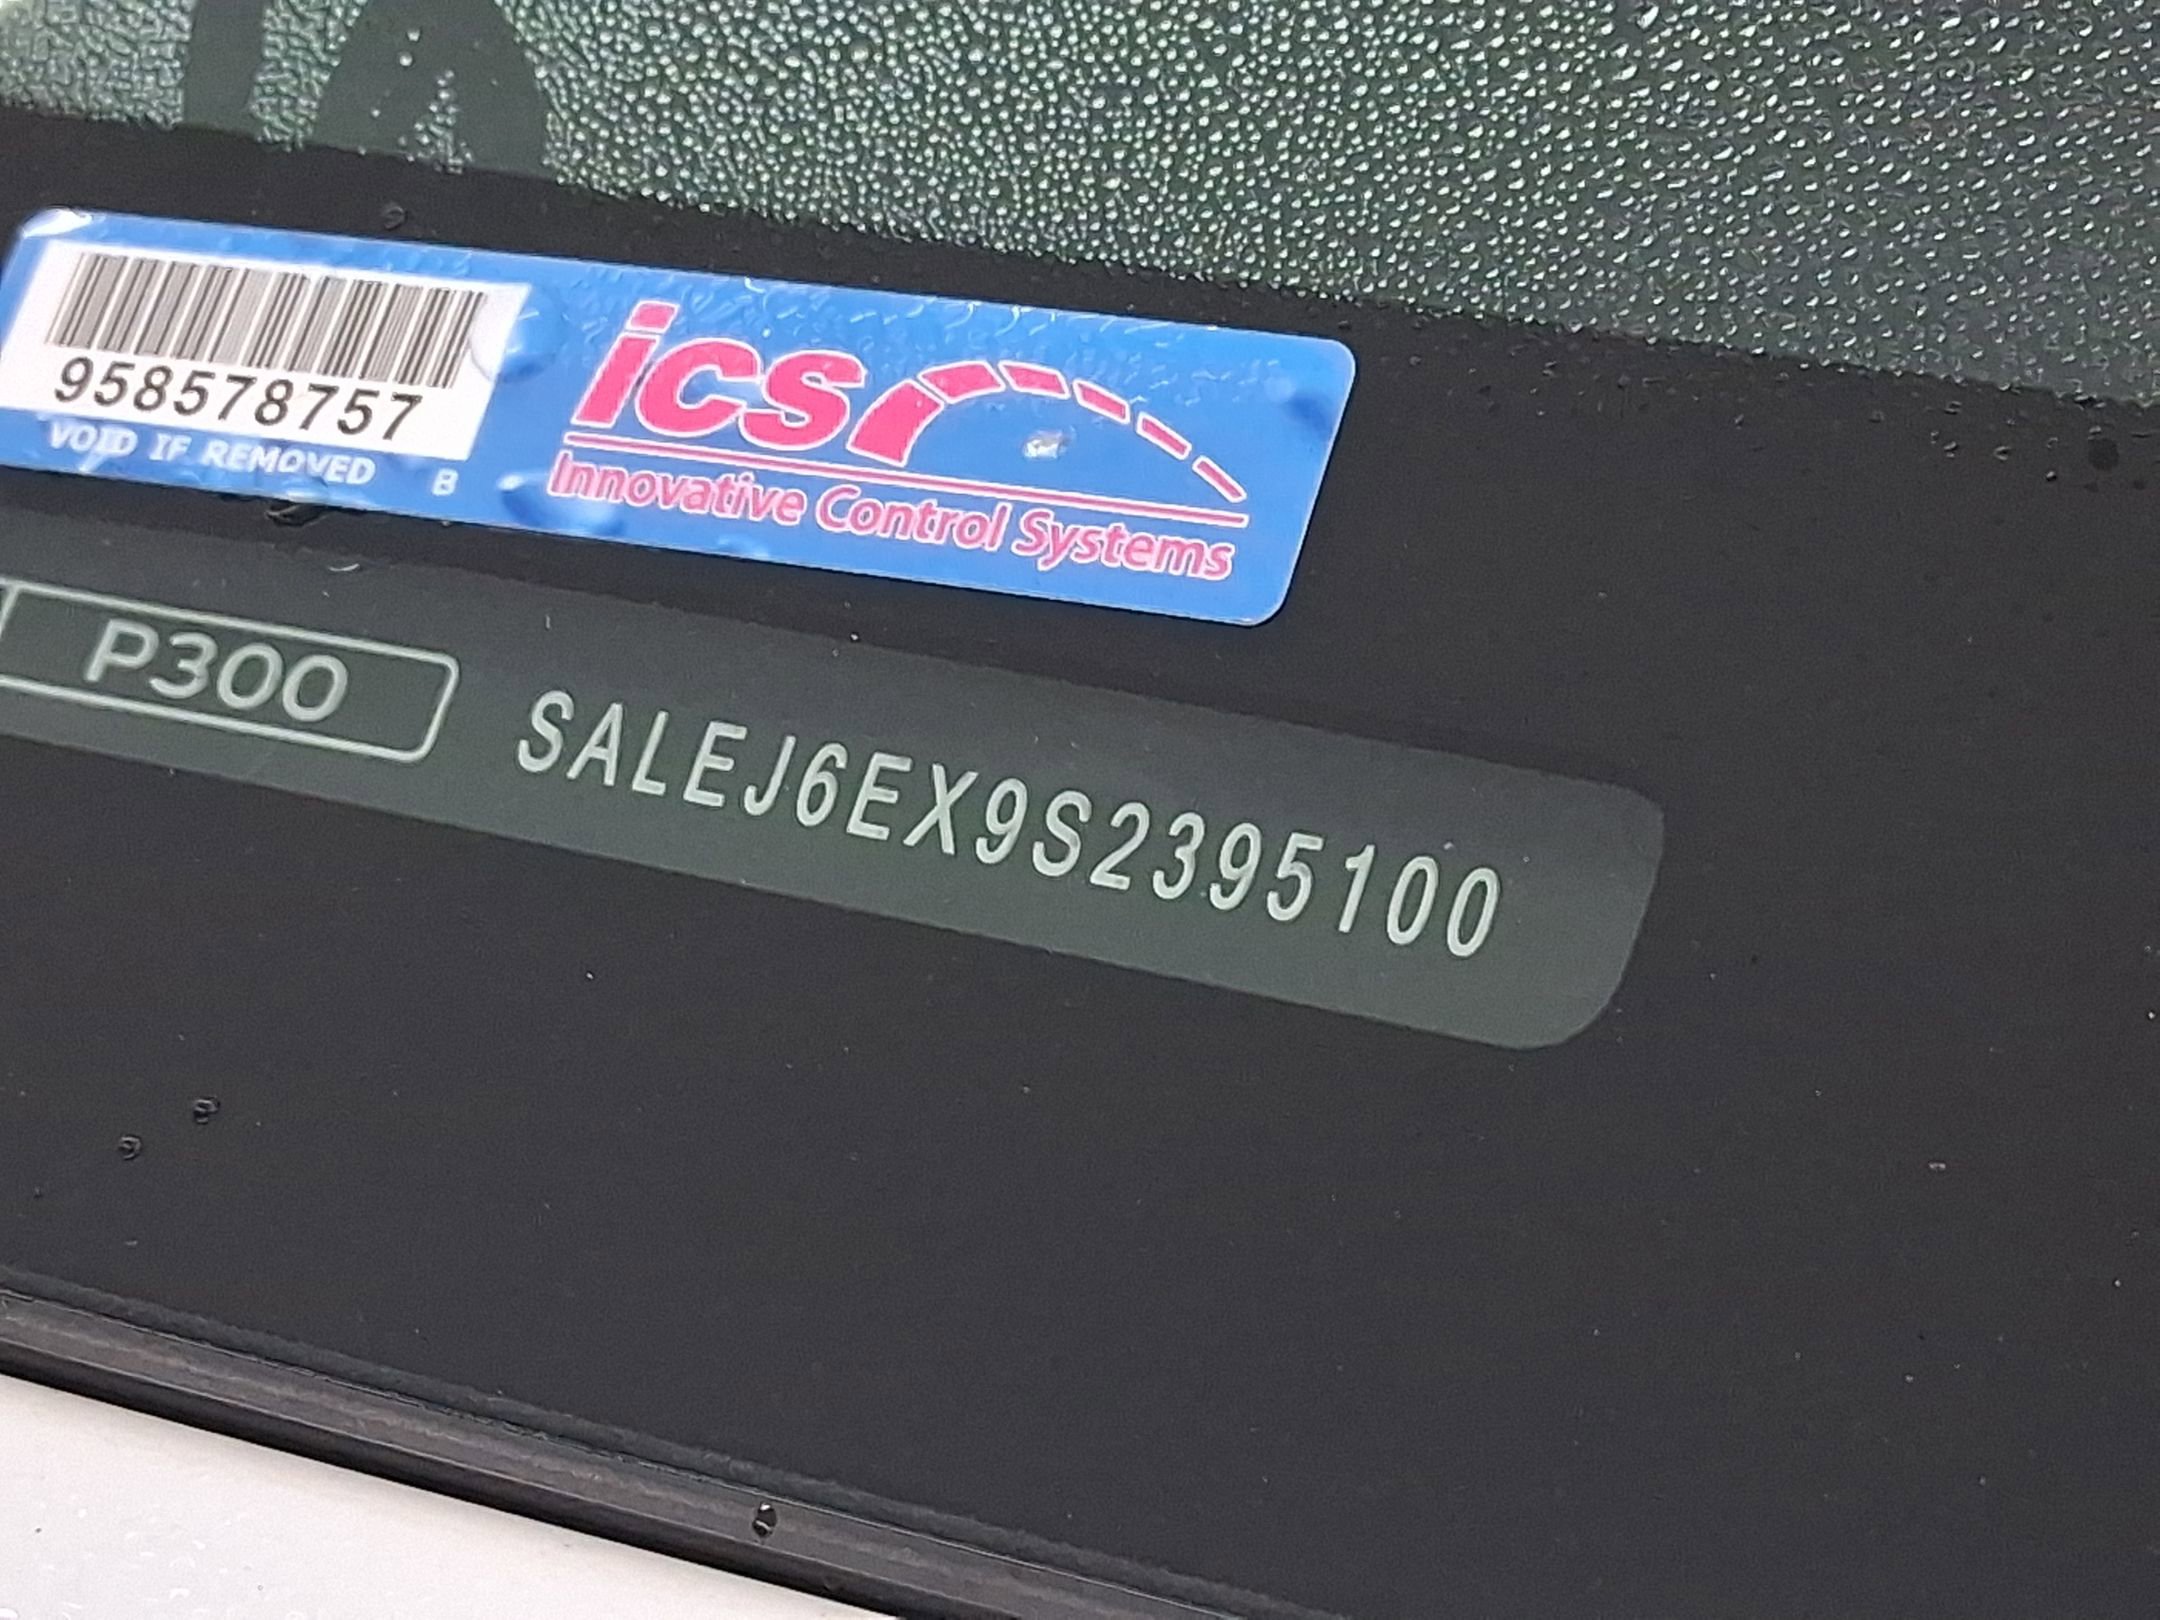 958578757
VOID IF REMOVED B
ics
Innovative Control Systems
P300
SALEJ6EX9S2395100